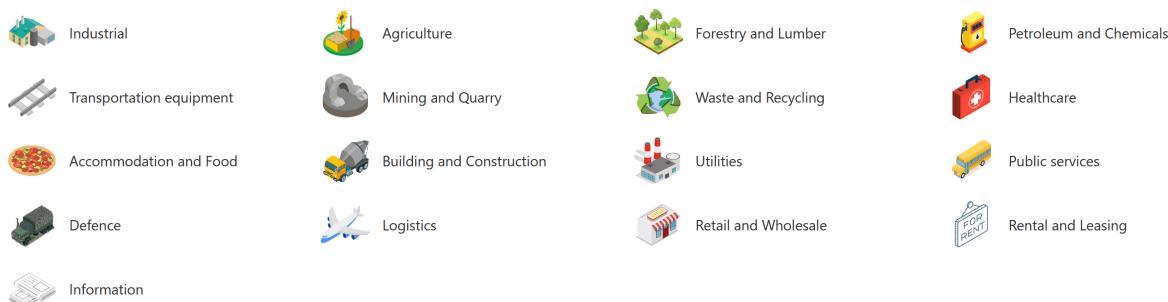 Industrial
Agriculture
Forestry and Lumber
Petroleum and Chemicals
Transportation equipment
Mining and Quarry
Waste and Recycling
Healthcare
Accommodation and Food
Building and Construction
Utilities
Public services
Defence
Logistics
Retail and Wholesale
FOR
RENT
Rental and Leasing
Information